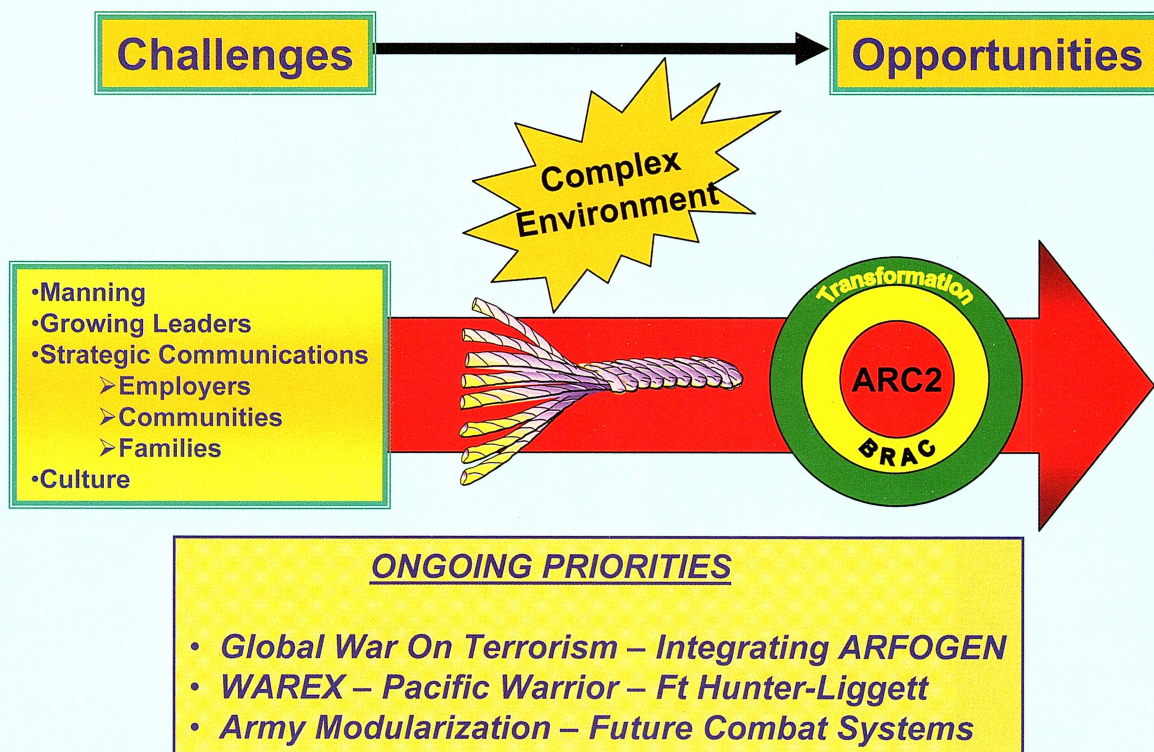 Challenges
Opportunities
Complex
Environment
•Manning
•Growing Leaders
•Strategic Communications
➢Employers
➢Communities
➢Families
•Culture
Transformation
ARC2
BRAC
ONGOING PRIORITIES
• Global War On Terrorism – Integrating ARFOGEN
• WAREX – Pacific Warrior – Ft Hunter-Liggett
• Army Modularization – Future Combat Systems